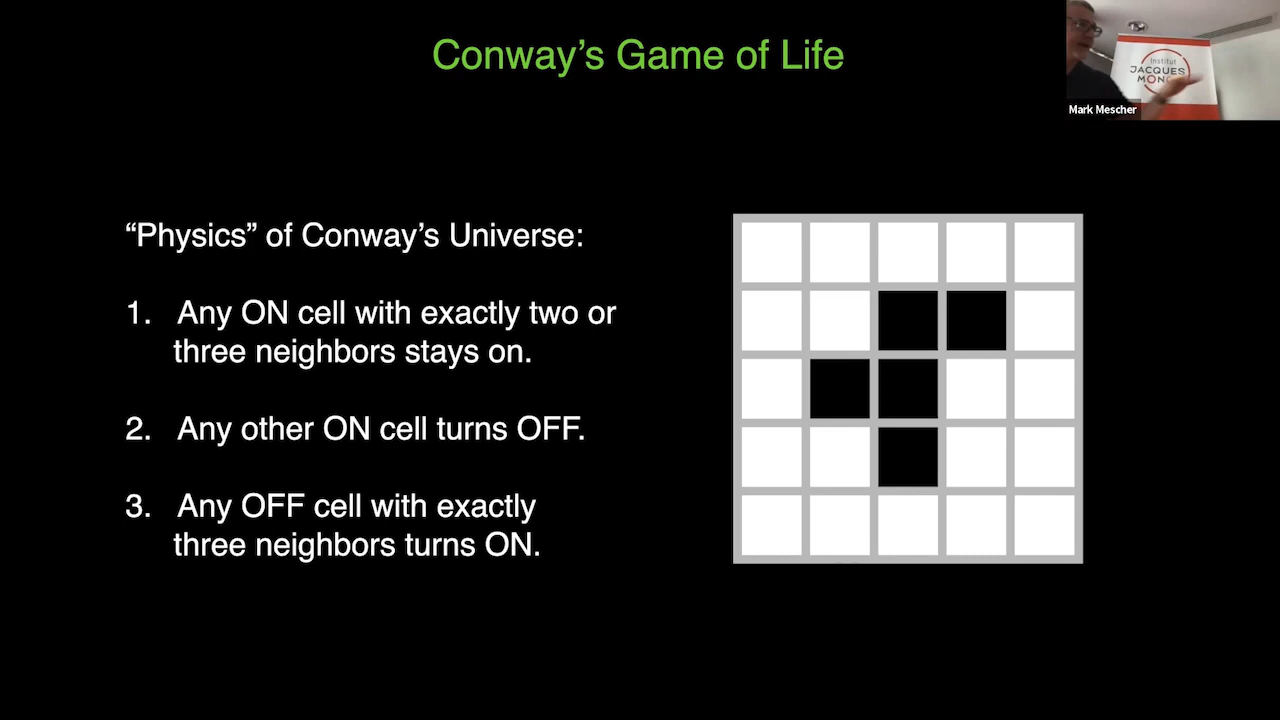 Conway’s Game of Life
Institut
JACQUES
Mark Mescher
“Physics” of Conway’s Universe:
1. Any ON cell with exactly two or
three neighbors stays on.
2. Any other ON cell turns OFF.
3. Any OFF cell with exactly
three neighbors turns ON.